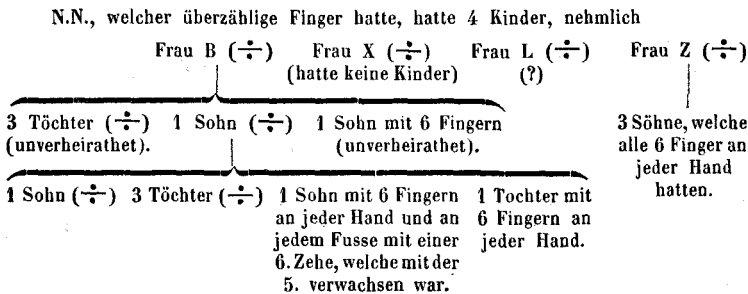 N.N., welcher überzählige Finger hatte, hatte 4 Kinder, nehmlich
Frau B (÷) Frau X (÷) Frau L (÷) Frau Z (÷)
(hatte keine Kinder) (?)
3 Töchter (÷) 1 Sohn (÷) 1 Sohn mit 6 Fingern 3 Söhne, welche
(unverheirathet). (unverheirathet). alle 6 Finger an
jeder Hand
hatten.
1 Sohn (÷) 3 Töchter (÷) 1 Sohn mit 6 Fingern 1 Tochter mit
an jeder Hand und an 6 Fingern an
jedem Fusse mit einer jeder Hand.
6. Zehe, welche mit der
5. verwachsen war.